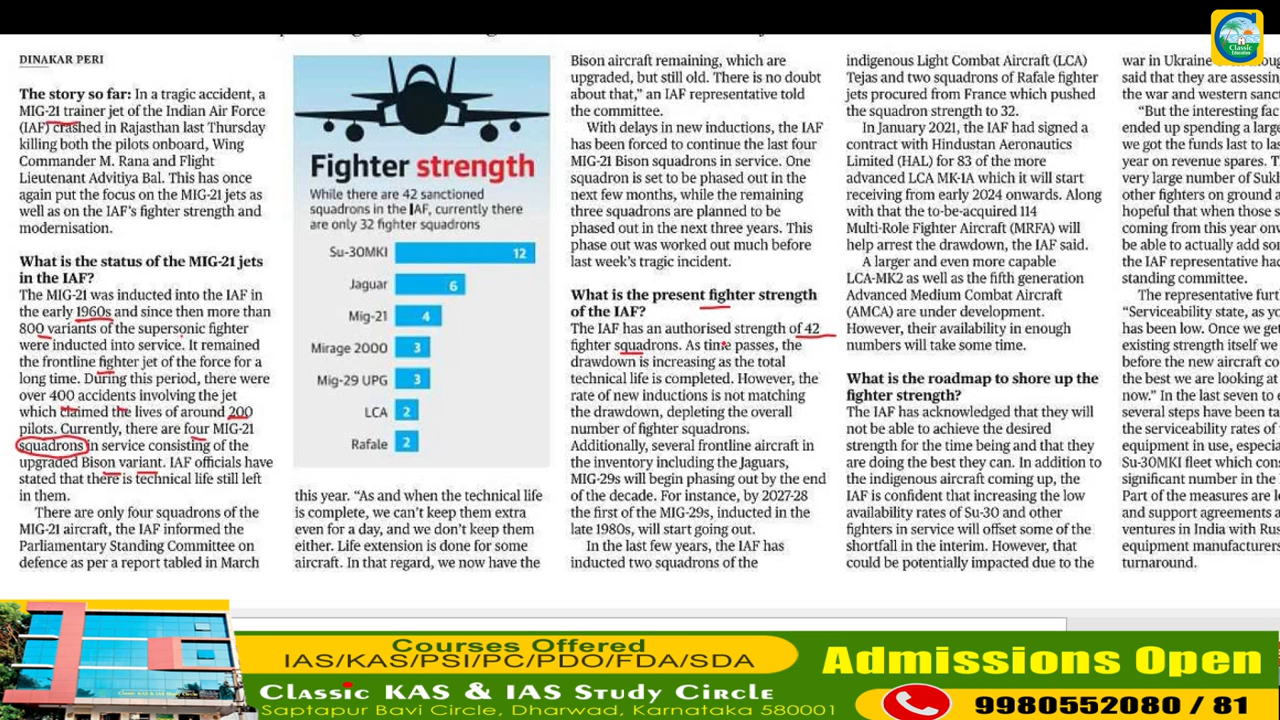 DINAKAR PERI
The story so far: In a tragic accident, a
MIG-21 trainer jet of the Indian Air Force
(IAF) crashed in Rajasthan last Thursday
killing both the pilots onboard, Wing
Commander M. Rana and Flight
Lieutenant Advitiya Bal. This has once
again put the focus on the MIG-21 jets as
well as on the IAF's fighter strength and
modernisation.
What is the status of the MIG-21 jets
in the IAF?
The MIG-21 was inducted into the IAF in
the early 1960s and since then more than
800 variants of the supersonic fighter
were inducted into service. It remained
the frontline fighter jet of the force for a
long time. During this period, there were
over 400 accidents involving the jet
which claimed the lives of around 200
pilots. Currently, there are four MIG-21
squadrons in service consisting of the
upgraded Bison variant. IAF officials have
stated that there is technical life still left
in them.
There are only four squadrons of the
MIG-21 aircraft, the IAF informed the
Parliamentary Standing Committee on
defence as per a report tabled in March
Fighter strength
While there are 42 sanctioned
squadrons in the IAF, currently there
are only 32 fighter squadrons
Su-30MKI 12
Jaguar 6
Mig-21 4
Mirage 2000 3
Mig-29 UPG 3
LCA 2
Rafale 2
this year. “As and when the technical life
is complete, we can't keep them extra
even for a day, and we don't keep them
either. Life extension is done for some
aircraft. In that regard, we now have the
Bison aircraft remaining, which are
upgraded, but still old. There is no doubt
about that,” an IAF representative told
the committee.
With delays in new inductions, the IAF
has been forced to continue the last four
MIG-21 Bison squadrons in service. One
squadron is set to be phased out in the
next few months, while the remaining
three squadrons are planned to be
phased out in the next three years. This
phase out was worked out much before
last week's tragic incident.
What is the present fighter strength
of the IAF?
The IAF has an authorised strength of 42
fighter squadrons. As time passes, the
drawdown is increasing as the total
technical life is completed. However, the
rate of new inductions is not matching
the drawdown, depleting the overall
number of fighter squadrons.
Additionally, several frontline aircraft in
the inventory including the Jaguars,
MIG-29s will begin phasing out by the end
of the decade. For instance, by 2027-28
the first of the MIG-29s, inducted in the
late 1980s, will start going out.
In the last few years, the IAF has
inducted two squadrons of the
indigenous Light Combat Aircraft (LCA)
Tejas and two squadrons of Rafale fighter
jets procured from France which pushed
the squadron strength to 32.
In January 2021, the IAF had signed a
contract with Hindustan Aeronautics
Limited (HAL) for 83 of the more
advanced LCA MK-1A which it will start
receiving from early 2024 onwards. Along
with that the to-be-acquired 114
Multi-Role Fighter Aircraft (MRFA) will
help arrest the drawdown, the IAF said.
A larger and even more capable
LCA-MK2 as well as the fifth generation
Advanced Medium Combat Aircraft
(AMCA) are under development.
However, their availability in enough
numbers will take some time.
What is the roadmap to shore up the
fighter strength?
The IAF has acknowledged that they will
not be able to achieve the desired
strength for the time being and that they
are doing the best they can. In addition to
the indigenous aircraft coming up, the
IAF is confident that increasing the low
availability rates of Su-30 and other
fighters in service will offset some of the
shortfall in the interim. However, that
could be potentially impacted due to the
war in Ukraine
said that they are
the war and western
“But the interesting
ended up spending a
we got the funds last to
year on revenue spares.
very large number of
other fighters on ground
hopeful that when those
coming from this year
be able to actually add
the IAF representative
standing committee.
The representative
“Serviceability state, as
has been low. Once we
existing strength itself
before the new aircraft
the best we are looking at
now.” In the last seven to
several steps have been
the serviceability rates of
equipment in use,
Su-30MKI fleet which
significant number in the
Part of the measures are
and support agreements
ventures in India with
equipment manufacturers
turnaround.
Classic
Education
Courses Offered
IAS/KAS/PSI/PC/PDO/FDA/SDA
Classic KAS & IAS Study Circle
Saptapur Bavi Circle, Dharwad, Karnataka 580001
Admissions Open
9980552080 / 81